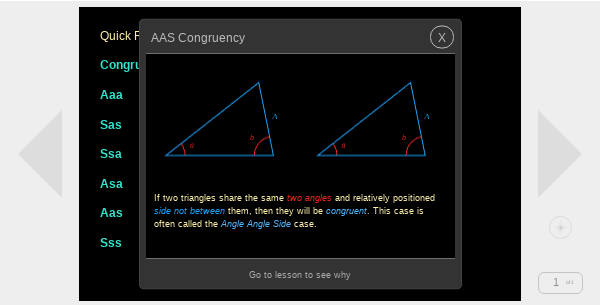 Quick
AAS Congruency
X
Congru
Aaa
Sas
Ssa
Asa
Aas
Sss
a
b
A
a
b
A
If two triangles share the same two angles and relatively positioned
side not between them, then they will be congruent. This case is
often called the Angle Angle Side case.
Go to lesson to see why
1 of 1